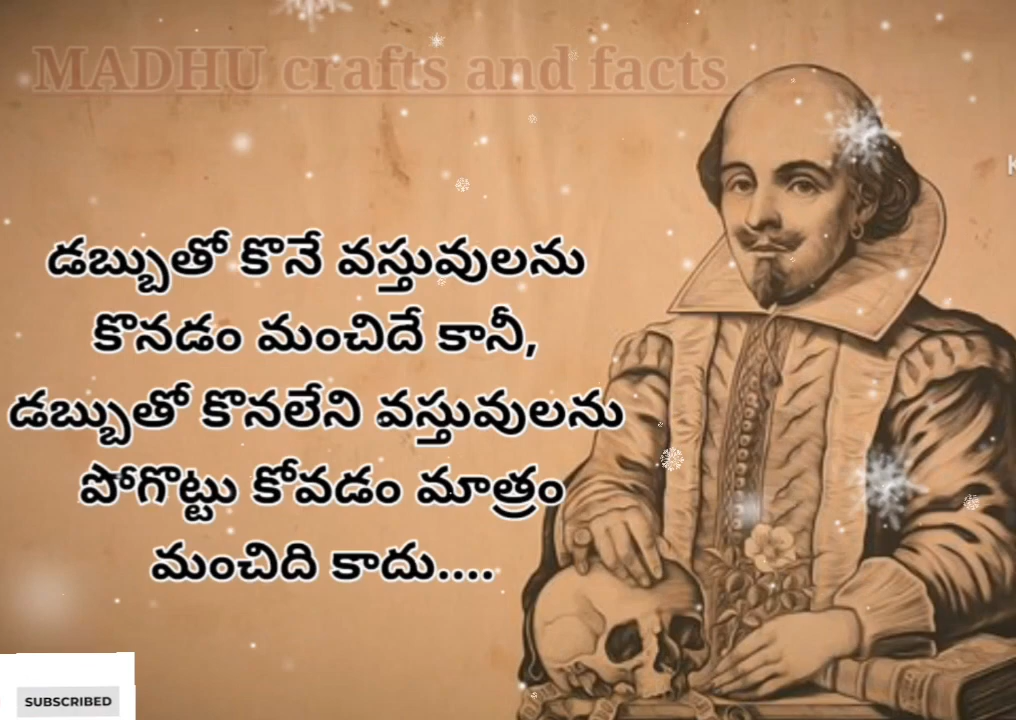 MADHU crafts and facts
డబ్బుతో కొనే వస్తువులను
కొనడం మంచిదే కానీ,
డబ్బుతో కొనలేని వస్తువులను
పోగొట్టు కోవడం మాత్రం
మంచిది కాదు....
SUBSCRIBED